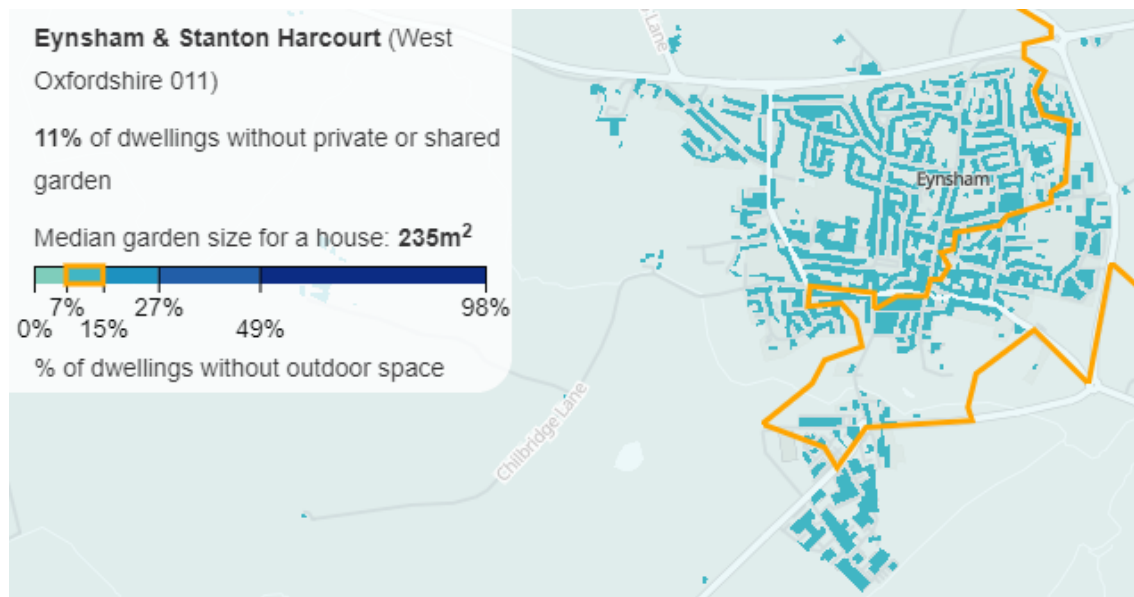 Eynsham & Stanton Harcourt (West
Oxfordshire 011)
11% of dwellings without private or shared
garden
Median garden size for a house: 235m²
7% 27% 98%
0% 15% 49%
% of dwellings without outdoor space
Lane
Eynsham
Chilbridge Lane